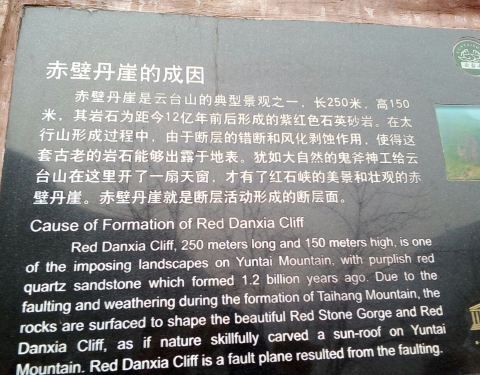 赤壁丹崖的成因
赤壁丹崖是云台山的典型景观之一，长250米，高150
米，其岩石为距今12亿年前后形成的紫红色石英砂岩。在太
行山形成过程中，由于断层的错断和风化剥蚀作用，使得这
套古老的岩石能够出露于地表。犹如大自然的鬼斧神工给云
台山在这里开了一扇天窗，才有了红石峡的美景和壮观的赤
壁丹崖。赤壁丹崖就是断层活动形成的断层面。
Cause of Formation of Red Danxia Cliff
Red Danxia Cliff, 250 meters long and 150 meters high, is one
of the imposing landscapes on Yuntai Mountain, with purplish red
quartz sandstone which formed 1.2 billion years ago. Due to the
faulting and weathering during the formation of Taihang Mountain, the
rocks are surfaced to shape the beautiful Red Stone Gorge and Red
Danxia Cliff, as if nature skillfully carved a sun-roof on Yuntai
Mountain. Red Danxia Cliff is a fault plane resulted from the faulting.